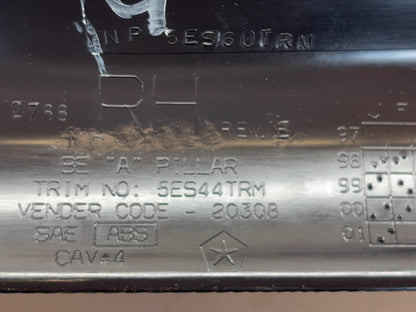 NP 5ES60TRN
DH
2788
REV. B
J F
97
BE "A" PILLAR
98
TRIM NO: 5ES44TRM
99
VENDER CODE - 20308
00
SAE ABS
01
CAV#4